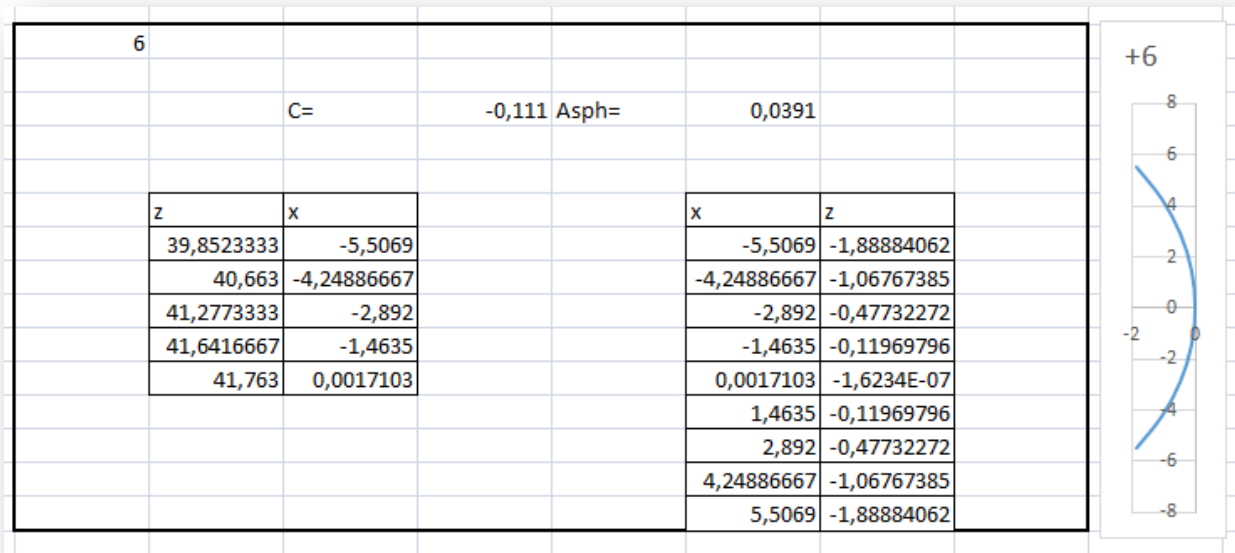 6
+6
C= -0,111 Asph= 0,0391
z x x z
39,8523333 -5,5069 -5,5069 -1,88884062
40,663 -4,24886667 -4,24886667 -1,06767385
41,2773333 -2,892 -2,892 -0,47732272
41,6416667 -1,4635 -1,4635 -0,11969796
41,763 0,0017103 0,0017103 -1,6234E-07
1,4635 -0,11969796
2,892 -0,47732272
4,24886667 -1,06767385
5,5069 -1,88884062
8
6
4
2
0
-2 0
-2
-4
-6
-8